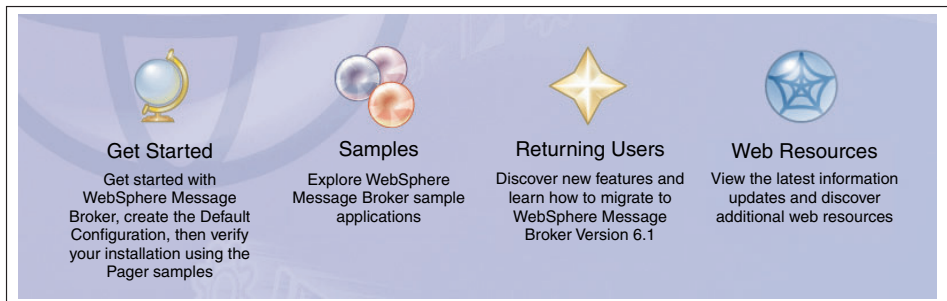 Get Started
Get started with
WebSphere Message
Broker, create the Default
Configuration, then verify
your installation using the
Pager samples
Samples
Explore WebSphere
Message Broker sample
applications
Returning Users
Discover new features and
learn how to migrate to
WebSphere Message
Broker Version 6.1
Web Resources
View the latest information
updates and discover
additional web resources